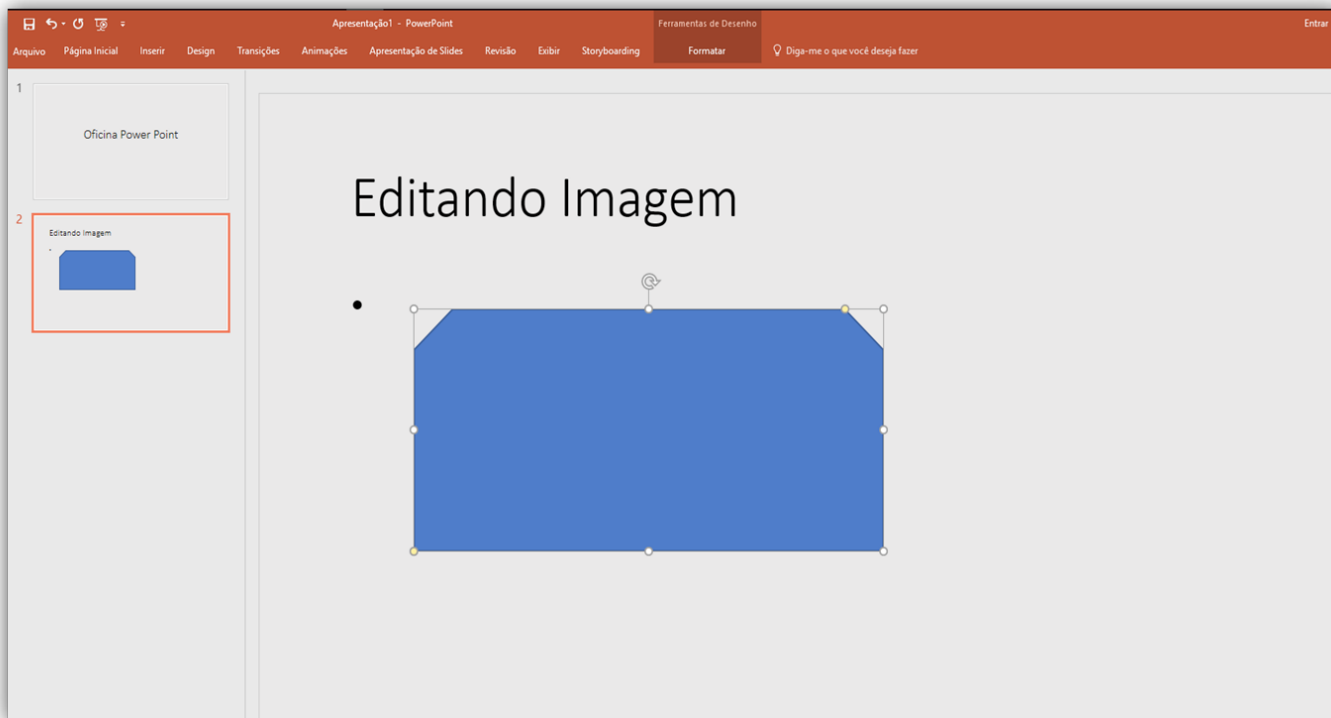 Apresentação1 - PowerPoint
Ferramentas de Desenho
Entrar
Arquivo Página Inicial Inserir Design Transições Animações Apresentação de Slides Revisão Exibir Storyboarding Formatar Diga-me o que você deseja fazer
1
Oficina Power Point
2
Editando Imagem
Editando Imagem